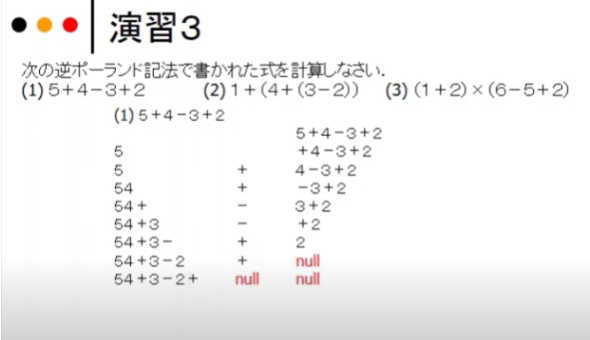 演習3
次の逆ポーランド記法で書かれた式を計算しなさい.
(1) 5+4−3+2 (2) 1+(4+(3−2)) (3) (1+2)×(6−5+2)
(1) 5+4−3+2
5+4−3+2
5 +4−3+2
5 + 4−3+2
54 + −3+2
54+ − 3+2
54+3 − +2
54+3− + 2
54+3−2 + null
54+3−2+ null null